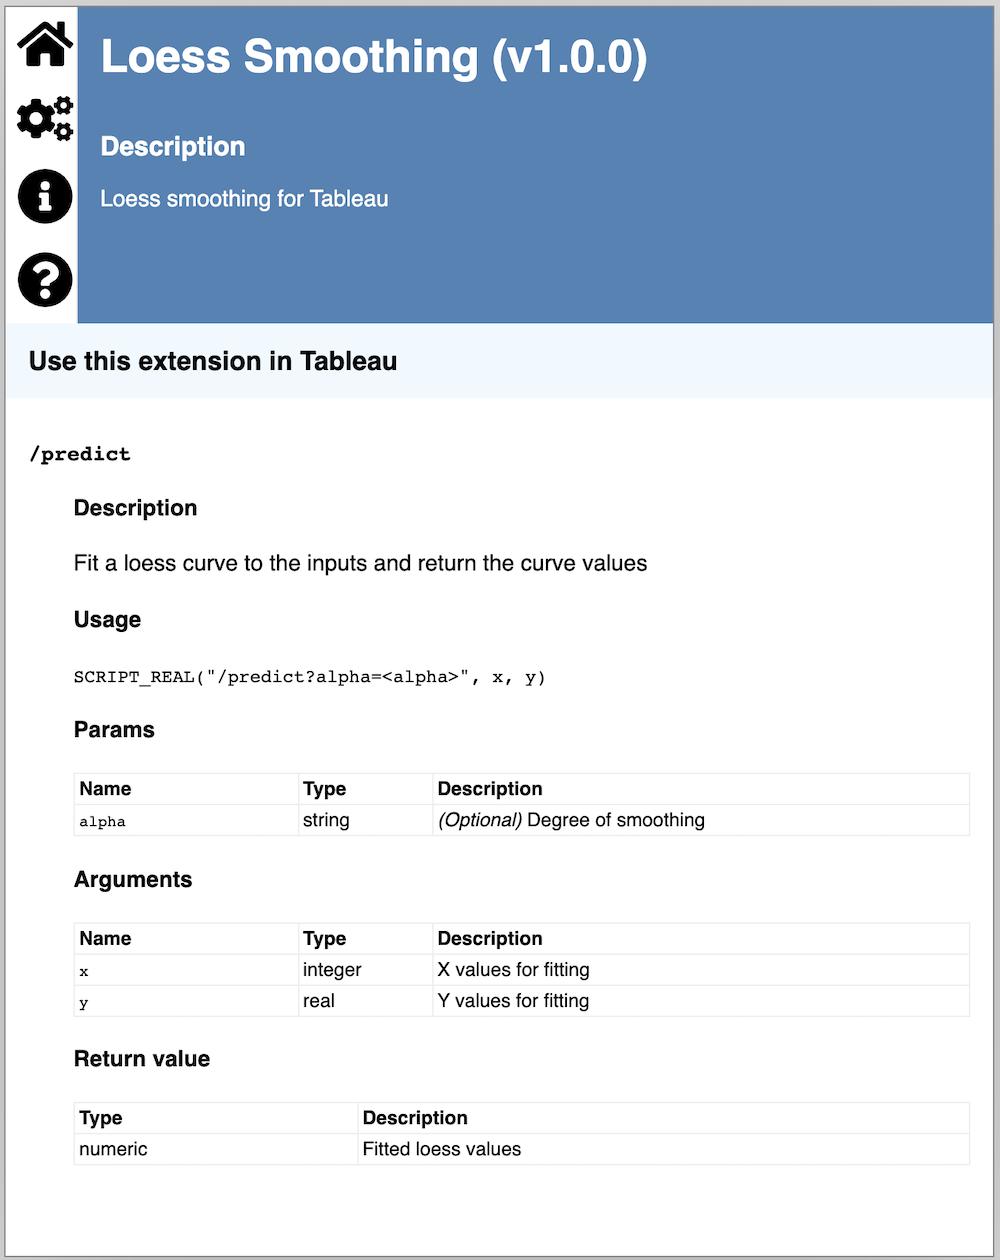 Loess Smoothing (v1.0.0)
Description
Loess smoothing for Tableau
Use this extension in Tableau
/predict
Description
Fit a loess curve to the inputs and return the curve values
Usage
SCRIPT_REAL("/predict?alpha=<alpha>", x, y)
Params
Name Type Description
alpha string (Optional) Degree of smoothing
Arguments
Name Type Description
x integer X values for fitting
y real Y values for fitting
Return value
Type Description
numeric Fitted loess values